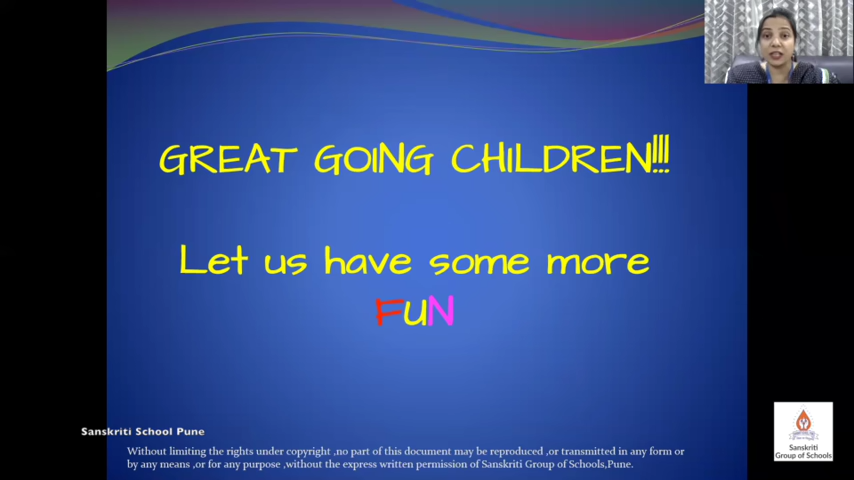 GREAT GOING CHILDREN!!!
Let us have some more
FuN
Sanskriti School Pune
Without limiting the rights under copyright ,no part of this document may be reproduced ,or transmitted in any form or
by any means ,or for any purpose ,without the express written permission of Sanskriti Group of Schools,Pune.
Sanskriti
Group of Schools